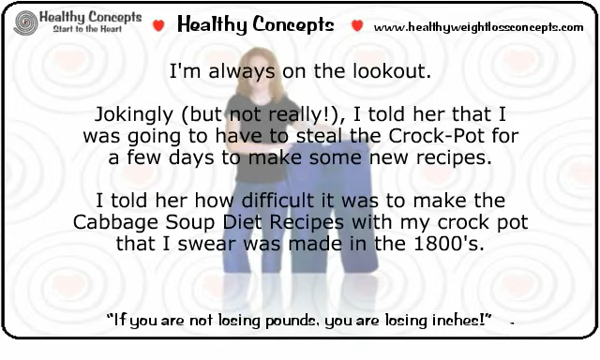 Healthy Concepts
Start to the Heart
Healthy Concepts
www.healthyweightlossconcepts.com
I'm always on the lookout.
Jokingly (but not really!), I told her that I
was going to have to steal the Crock-Pot for
a few days to make some new recipes.
I told her how difficult it was to make the
Cabbage Soup Diet Recipes with my crock pot
that I swear was made in the 1800's.
"If you are not losing pounds, you are losing inches!" -